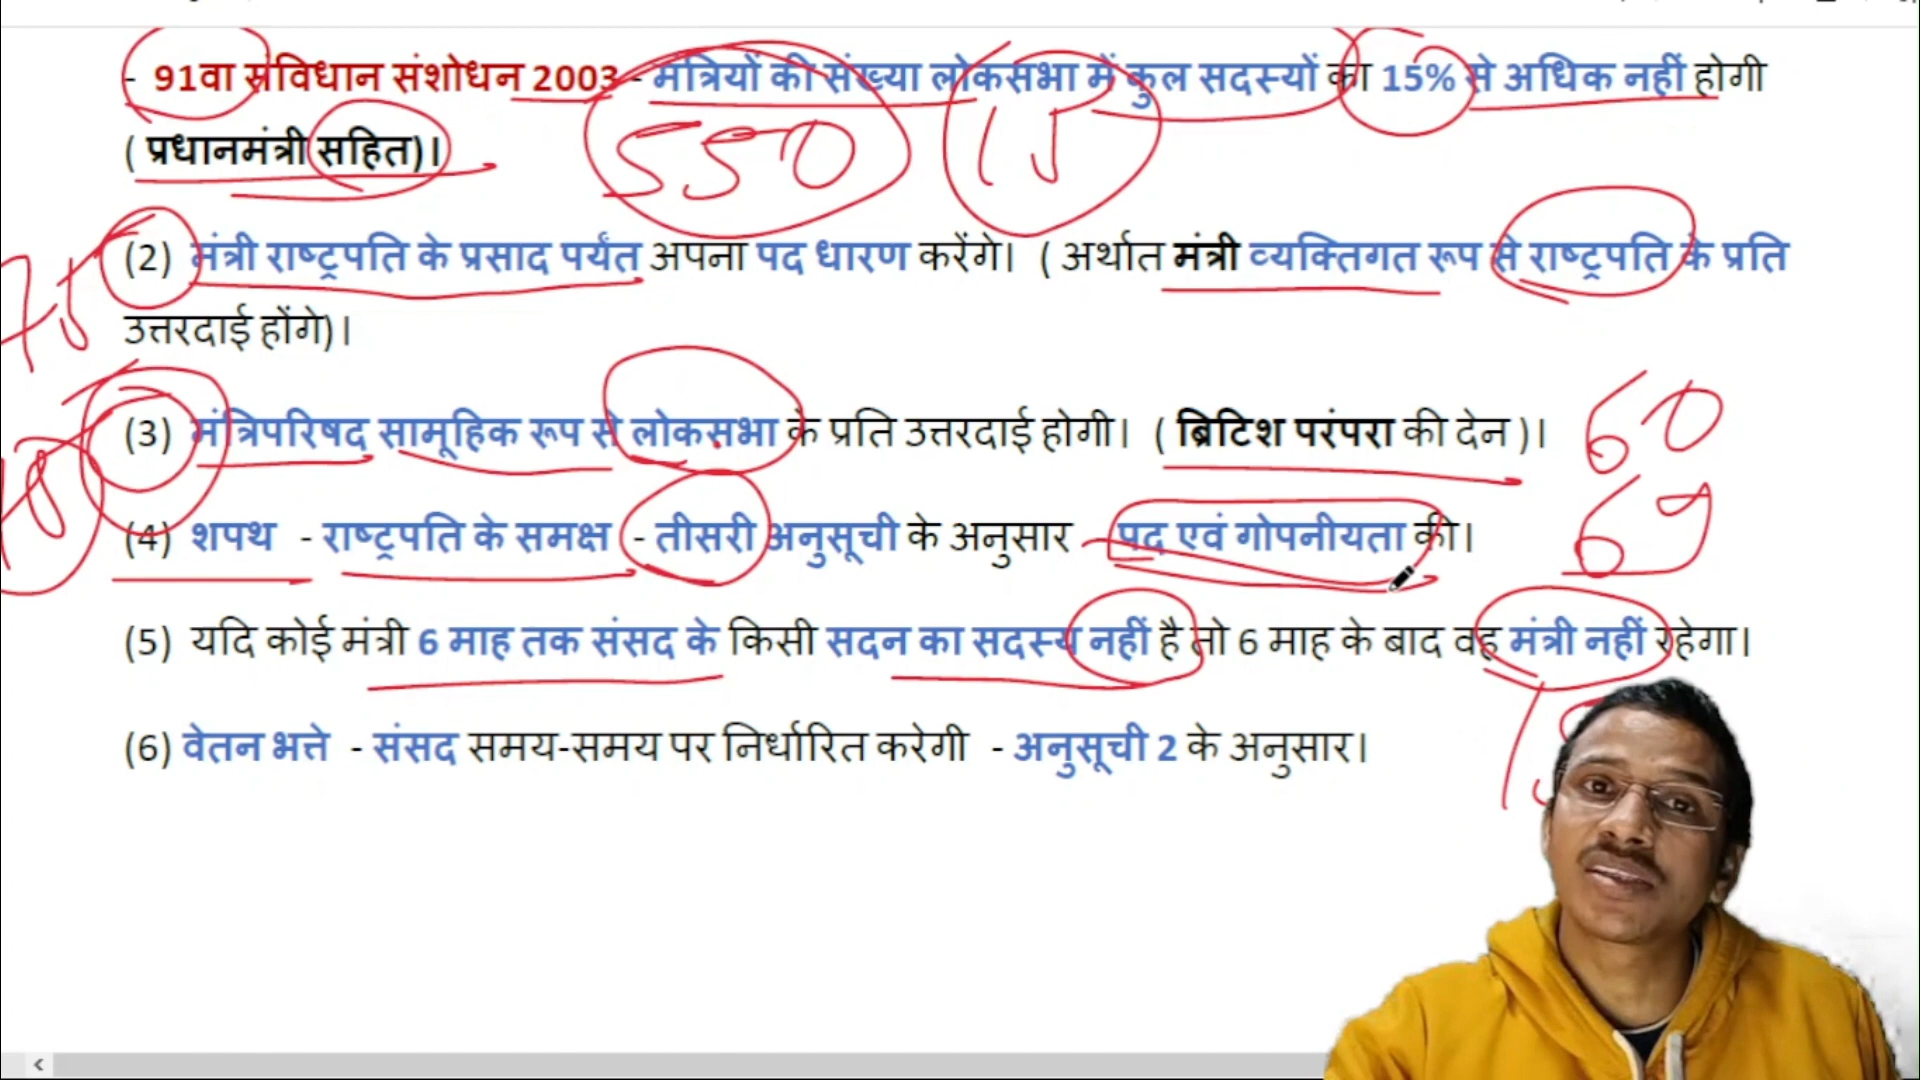 - 91वा संविधान संशोधन 2003 - मंत्रियों की संख्या लोकसभा में कुल सदस्यों का 15% से अधिक नहीं होगी
( प्रधानमंत्री सहित)।
550 15
(2) मंत्री राष्ट्रपति के प्रसाद पर्यंत अपना पद धारण करेंगे। ( अर्थात मंत्री व्यक्तिगत रूप से राष्ट्रपति के प्रति
उत्तरदाई होंगे)।
(3) मंत्रिपरिषद सामूहिक रूप से लोकसभा के प्रति उत्तरदाई होगी। ( ब्रिटिश परंपरा की देन )।
60
(4) शपथ - राष्ट्रपति के समक्ष - तीसरी अनुसूची के अनुसार - पद एवं गोपनीयता की।
69
(5) यदि कोई मंत्री 6 माह तक संसद के किसी सदन का सदस्य नहीं है तो 6 माह के बाद वह मंत्री नहीं रहेगा।
(6) वेतन भत्ते - संसद समय-समय पर निर्धारित करेगी - अनुसूची 2 के अनुसार।